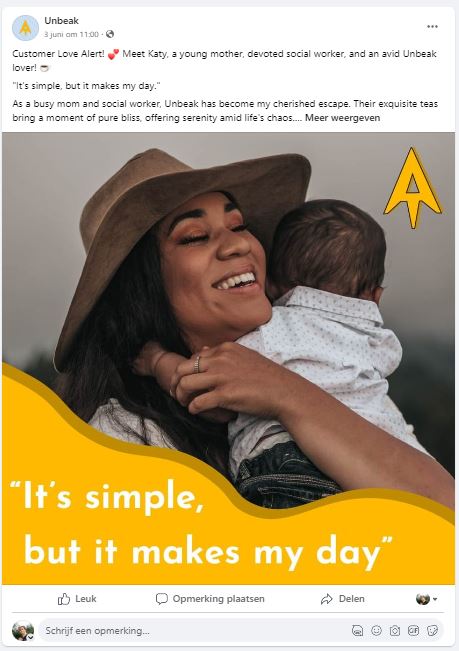 Unbeak
3 juni om 11:00 ·
Customer Love Alert! 💕 Meet Katy, a young mother, devoted social worker, and an avid Unbeak
lover! ☕
"It's simple, but it makes my day."
As a busy mom and social worker, Unbeak has become my cherished escape. Their exquisite teas
bring a moment of pure bliss, offering serenity amid life's chaos,... Meer weergeven
“It’s simple,
but it makes my day”
Leuk
Opmerking plaatsen
Delen
Schrijf een opmerking...
GIF